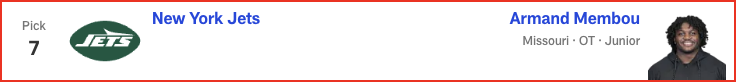 Pick
7
JETS
New York Jets
Armand Membou
Missouri · OT · Junior